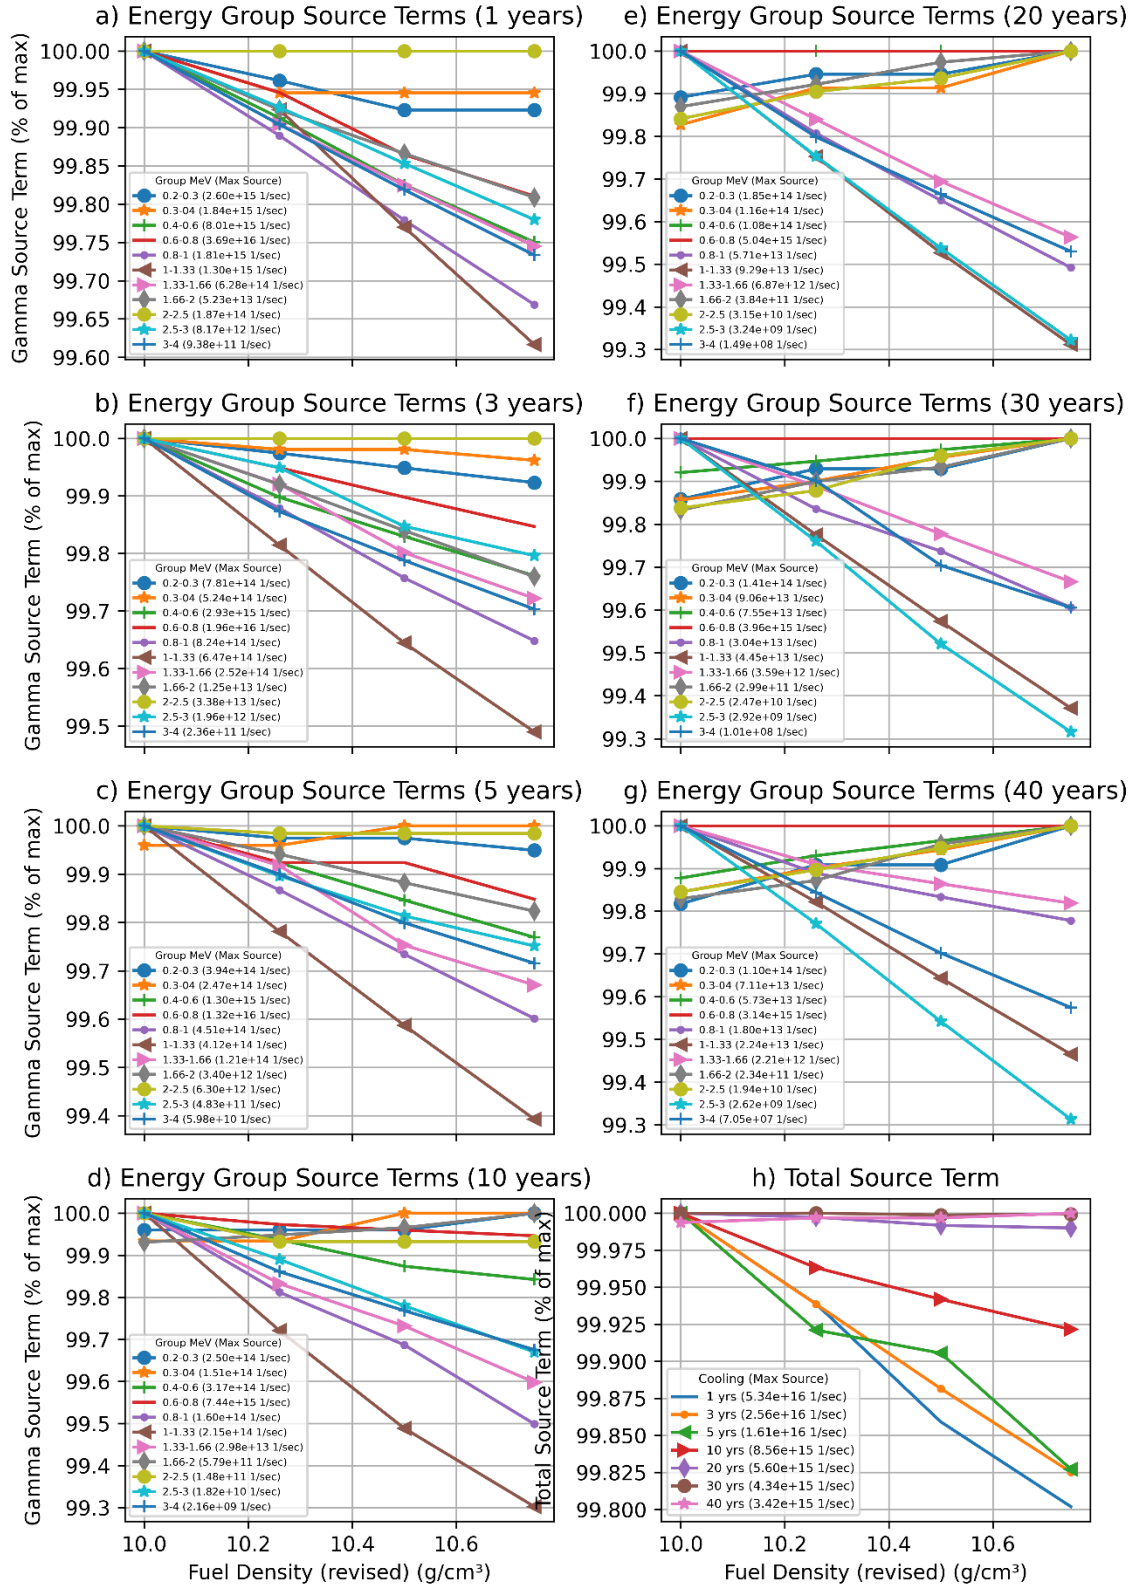 a) Energy Group Source Terms (1 years)
Gamma Source Term (% of max)
100.00
99.95
99.90
99.85
99.80
99.75
99.70
99.65
99.60
Group MeV (Max Source)
0.2-0.3 (2.60e+15 1/sec)
0.3-04 (1.84e+15 1/sec)
0.4-0.6 (8.01e+15 1/sec)
0.6-0.8 (3.69e+16 1/sec)
0.8-1 (1.81e+15 1/sec)
1-1.33 (1.30e+15 1/sec)
1.33-1.66 (6.28e+14 1/sec)
1.66-2 (5.23e+13 1/sec)
2-2.5 (1.87e+14 1/sec)
2.5-3 (8.17e+12 1/sec)
3-4 (9.38e+11 1/sec)
b) Energy Group Source Terms (3 years)
Gamma Source Term (% of max)
100.0
99.9
99.8
99.7
99.6
99.5
Group MeV (Max Source)
0.2-0.3 (7.81e+14 1/sec)
0.3-04 (5.24e+14 1/sec)
0.4-0.6 (2.93e+15 1/sec)
0.6-0.8 (1.96e+16 1/sec)
0.8-1 (8.24e+14 1/sec)
1-1.33 (6.47e+14 1/sec)
1.33-1.66 (2.52e+14 1/sec)
1.66-2 (1.25e+13 1/sec)
2-2.5 (3.38e+13 1/sec)
2.5-3 (1.96e+12 1/sec)
3-4 (2.36e+11 1/sec)
c) Energy Group Source Terms (5 years)
Gamma Source Term (% of max)
100.0
99.9
99.8
99.7
99.6
99.5
99.4
Group MeV (Max Source)
0.2-0.3 (3.94e+14 1/sec)
0.3-04 (2.47e+14 1/sec)
0.4-0.6 (1.30e+15 1/sec)
0.6-0.8 (1.32e+16 1/sec)
0.8-1 (4.51e+14 1/sec)
1-1.33 (4.12e+14 1/sec)
1.33-1.66 (1.21e+14 1/sec)
1.66-2 (3.40e+12 1/sec)
2-2.5 (6.30e+12 1/sec)
2.5-3 (4.83e+11 1/sec)
3-4 (5.98e+10 1/sec)
d) Energy Group Source Terms (10 years)
Gamma Source Term (% of max)
100.0
99.9
99.8
99.7
99.6
99.5
99.4
99.3
Group MeV (Max Source)
0.2-0.3 (2.50e+14 1/sec)
0.3-04 (1.51e+14 1/sec)
0.4-0.6 (3.17e+14 1/sec)
0.6-0.8 (7.44e+15 1/sec)
0.8-1 (1.60e+14 1/sec)
1-1.33 (2.15e+14 1/sec)
1.33-1.66 (2.98e+13 1/sec)
1.66-2 (5.79e+11 1/sec)
2-2.5 (1.48e+11 1/sec)
2.5-3 (1.82e+10 1/sec)
3-4 (2.16e+09 1/sec)
10.0 10.2 10.4 10.6
Fuel Density (revised) (g/cm³)
e) Energy Group Source Terms (20 years)
100.0
99.9
99.8
99.7
99.6
99.5
99.4
99.3
Group MeV (Max Source)
0.2-0.3 (1.85e+14 1/sec)
0.3-04 (1.16e+14 1/sec)
0.4-0.6 (1.08e+14 1/sec)
0.6-0.8 (5.04e+15 1/sec)
0.8-1 (5.71e+13 1/sec)
1-1.33 (9.29e+13 1/sec)
1.33-1.66 (6.87e+12 1/sec)
1.66-2 (3.84e+11 1/sec)
2-2.5 (3.15e+10 1/sec)
2.5-3 (3.24e+09 1/sec)
3-4 (1.49e+08 1/sec)
f) Energy Group Source Terms (30 years)
100.0
99.9
99.8
99.7
99.6
99.5
99.4
99.3
Group MeV (Max Source)
0.2-0.3 (1.41e+14 1/sec)
0.3-04 (9.06e+13 1/sec)
0.4-0.6 (7.55e+13 1/sec)
0.6-0.8 (3.96e+15 1/sec)
0.8-1 (3.04e+13 1/sec)
1-1.33 (4.45e+13 1/sec)
1.33-1.66 (3.59e+12 1/sec)
1.66-2 (2.99e+11 1/sec)
2-2.5 (2.47e+10 1/sec)
2.5-3 (2.92e+09 1/sec)
3-4 (1.01e+08 1/sec)
g) Energy Group Source Terms (40 years)
100.0
99.9
99.8
99.7
99.6
99.5
99.4
99.3
Group MeV (Max Source)
0.2-0.3 (1.10e+14 1/sec)
0.3-04 (7.11e+13 1/sec)
0.4-0.6 (5.73e+13 1/sec)
0.6-0.8 (3.14e+15 1/sec)
0.8-1 (1.80e+13 1/sec)
1-1.33 (2.24e+13 1/sec)
1.33-1.66 (2.21e+12 1/sec)
1.66-2 (2.34e+11 1/sec)
2-2.5 (1.94e+10 1/sec)
2.5-3 (2.62e+09 1/sec)
3-4 (7.05e+07 1/sec)
h) Total Source Term
Total Source Term (% of max)
100.000
99.975
99.950
99.925
99.900
99.875
99.850
99.825
99.800
Cooling (Max Source)
1 yrs (5.34e+16 1/sec)
3 yrs (2.56e+16 1/sec)
5 yrs (1.61e+16 1/sec)
10 yrs (8.56e+15 1/sec)
20 yrs (5.60e+15 1/sec)
30 yrs (4.34e+15 1/sec)
40 yrs (3.42e+15 1/sec)
10.0 10.2 10.4 10.6
Fuel Density (revised) (g/cm³)